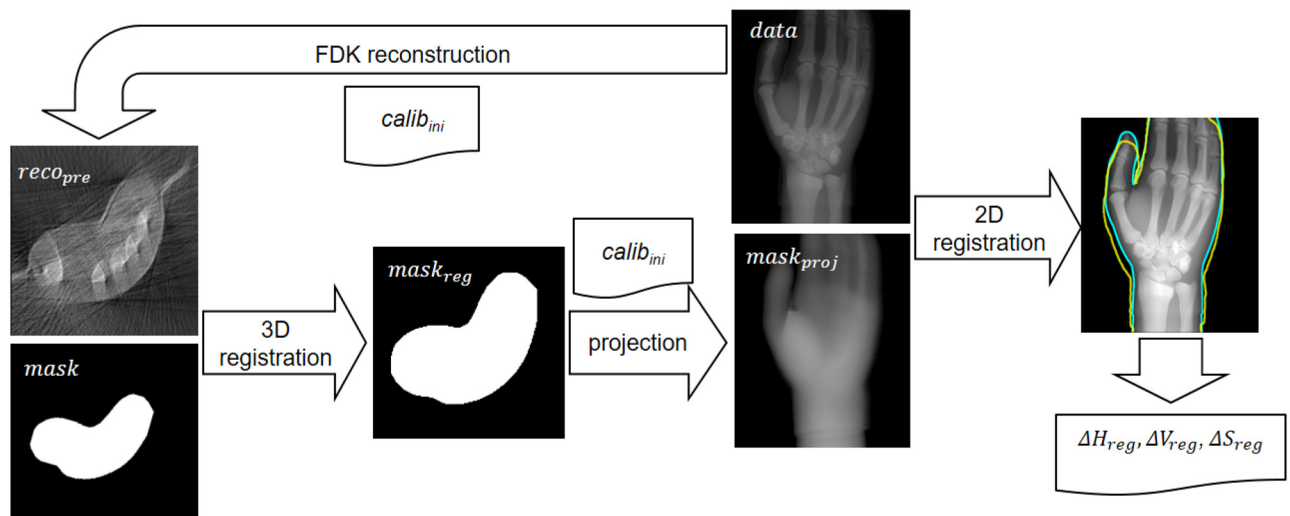 data
FDK reconstruction
calib_ini
reco_pre
mask
3D
registration
mask_reg
calib_ini
projection
mask_proj
2D
registration
ΔH_reg, ΔV_reg, ΔS_reg